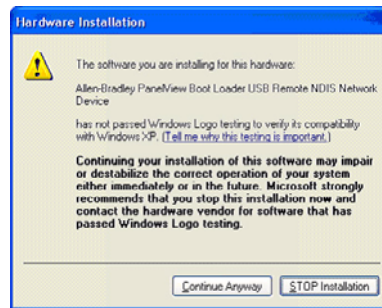 Hardware Installation
The software you are installing for this hardware:
Allen-Bradley PanelView Boot Loader USB Remote NDIS Network
Device
has not passed Windows Logo testing to verify its compatibility
with Windows XP. (Tell me why this testing is important.)
Continuing your installation of this software may impair
or destabilize the correct operation of your system
either immediately or in the future. Microsoft strongly
recommends that you stop this installation now and
contact the hardware vendor for software that has
passed Windows Logo testing.
Continue Anyway
STOP Installation